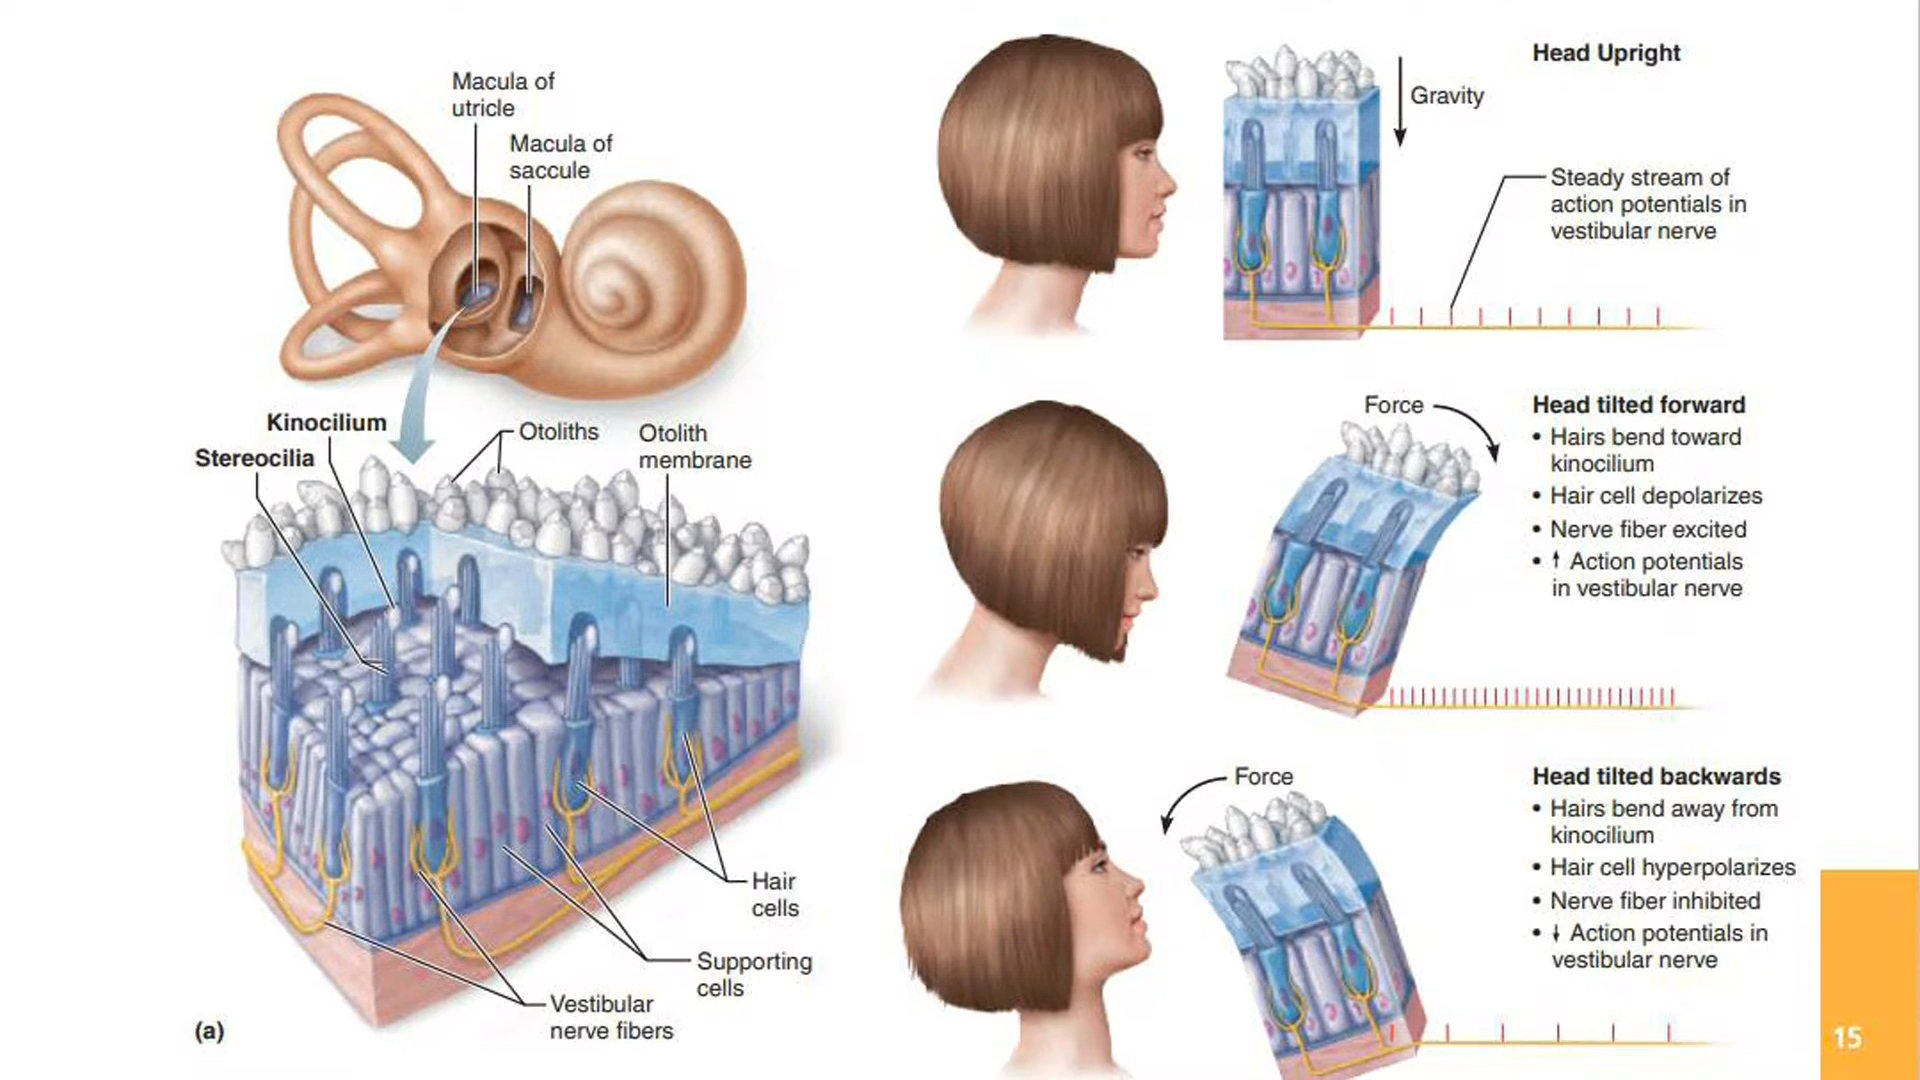 Macula of
utricle
Macula of
saccule
Kinocilium
Stereocilia
Otoliths
Otolith
membrane
Hair
cells
Supporting
cells
Vestibular
nerve fibers
(a)
Head Upright
Gravity
Steady stream of
action potentials in
vestibular nerve
Force
Head tilted forward
• Hairs bend toward
kinocilium
• Hair cell depolarizes
• Nerve fiber excited
• ↑ Action potentials
in vestibular nerve
Force
Head tilted backwards
• Hairs bend away from
kinocilium
• Hair cell hyperpolarizes
• Nerve fiber inhibited
• ↓ Action potentials in
vestibular nerve
15